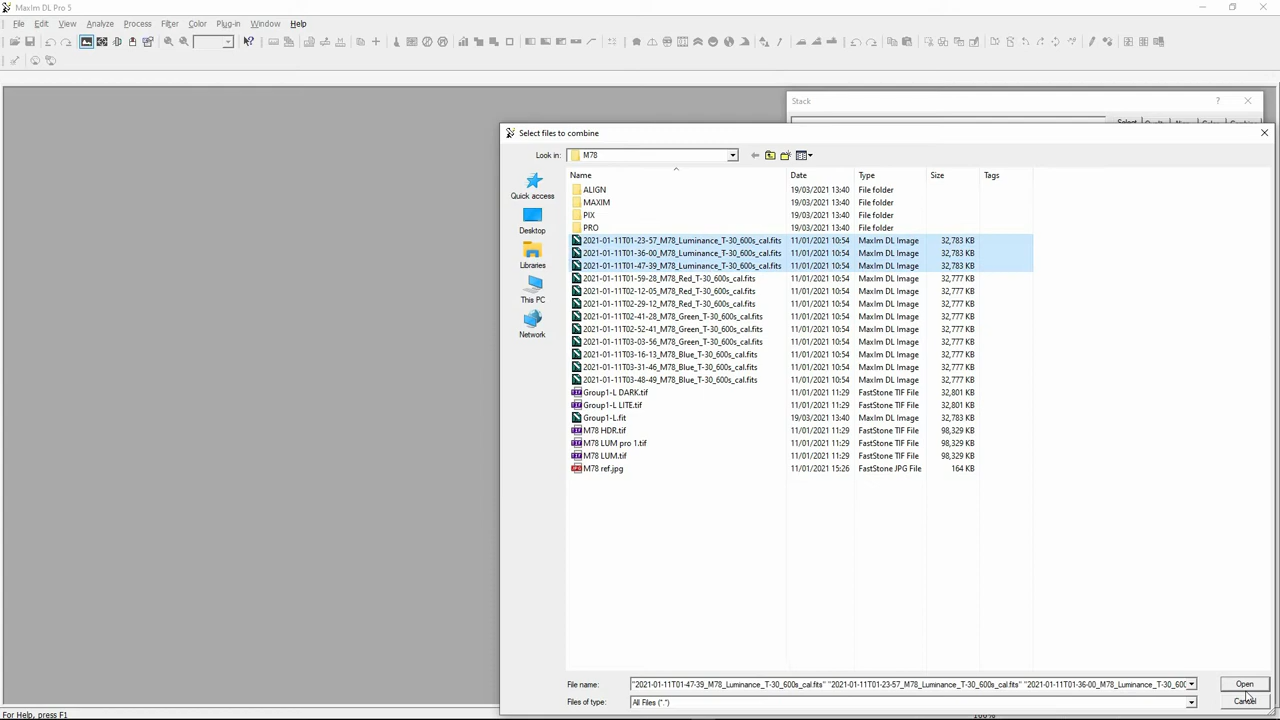 MaxIm DL Pro 5
File Edit View Analyze Process Filter Color Plug-in Window Help
Stack
Select
Select files to combine
Look in: M78
Name Date Type Size Tags
Quick access
Desktop
Libraries
This PC
Network
ALIGN 19/03/2021 13:40 File folder
MAXIM 19/03/2021 13:40 File folder
PIX 19/03/2021 13:40 File folder
PRO 19/03/2021 13:40 File folder
2021-01-11T01-23-57_M78_Luminance_T-30_600s_cal.fits 11/01/2021 10:54 MaxIm DL Image 32,783 KB
2021-01-11T01-36-00_M78_Luminance_T-30_600s_cal.fits 11/01/2021 10:54 MaxIm DL Image 32,783 KB
2021-01-11T01-47-39_M78_Luminance_T-30_600s_cal.fits 11/01/2021 10:54 MaxIm DL Image 32,783 KB
2021-01-11T01-59-28_M78_Red_T-30_600s_cal.fits 11/01/2021 10:54 MaxIm DL Image 32,777 KB
2021-01-11T02-12-05_M78_Red_T-30_600s_cal.fits 11/01/2021 10:54 MaxIm DL Image 32,777 KB
2021-01-11T02-29-12_M78_Red_T-30_600s_cal.fits 11/01/2021 10:54 MaxIm DL Image 32,777 KB
2021-01-11T02-41-28_M78_Green_T-30_600s_cal.fits 11/01/2021 10:54 MaxIm DL Image 32,777 KB
2021-01-11T02-52-41_M78_Green_T-30_600s_cal.fits 11/01/2021 10:54 MaxIm DL Image 32,777 KB
2021-01-11T03-03-56_M78_Green_T-30_600s_cal.fits 11/01/2021 10:54 MaxIm DL Image 32,777 KB
2021-01-11T03-16-13_M78_Blue_T-30_600s_cal.fits 11/01/2021 10:54 MaxIm DL Image 32,777 KB
2021-01-11T03-31-46_M78_Blue_T-30_600s_cal.fits 11/01/2021 10:54 MaxIm DL Image 32,777 KB
2021-01-11T03-48-49_M78_Blue_T-30_600s_cal.fits 11/01/2021 10:54 MaxIm DL Image 32,777 KB
Group1-L DARK.tif 11/01/2021 11:29 FastStone TIF File 32,801 KB
Group1-L LITE.tif 11/01/2021 11:29 FastStone TIF File 32,801 KB
Group1-L.fit 19/03/2021 13:40 MaxIm DL Image 32,783 KB
M78 HDR.tif 11/01/2021 11:29 FastStone TIF File 98,329 KB
M78 LUM pro 1.tif 11/01/2021 11:29 FastStone TIF File 98,329 KB
M78 LUM.tif 11/01/2021 11:29 FastStone TIF File 98,329 KB
M78 ref.jpg 11/01/2021 15:26 FastStone JPG File 164 KB
File name: "2021-01-11T01-47-39_M78_Luminance_T-30_600s_cal.fits" "2021-01-11T01-23-57_M78_Luminance_T-30_600s_cal.fits" "2021-01-11T01-36-00_M78_Luminance_T-30_600 Open
Files of type: All Files (*.*) Cancel
For Help, press F1